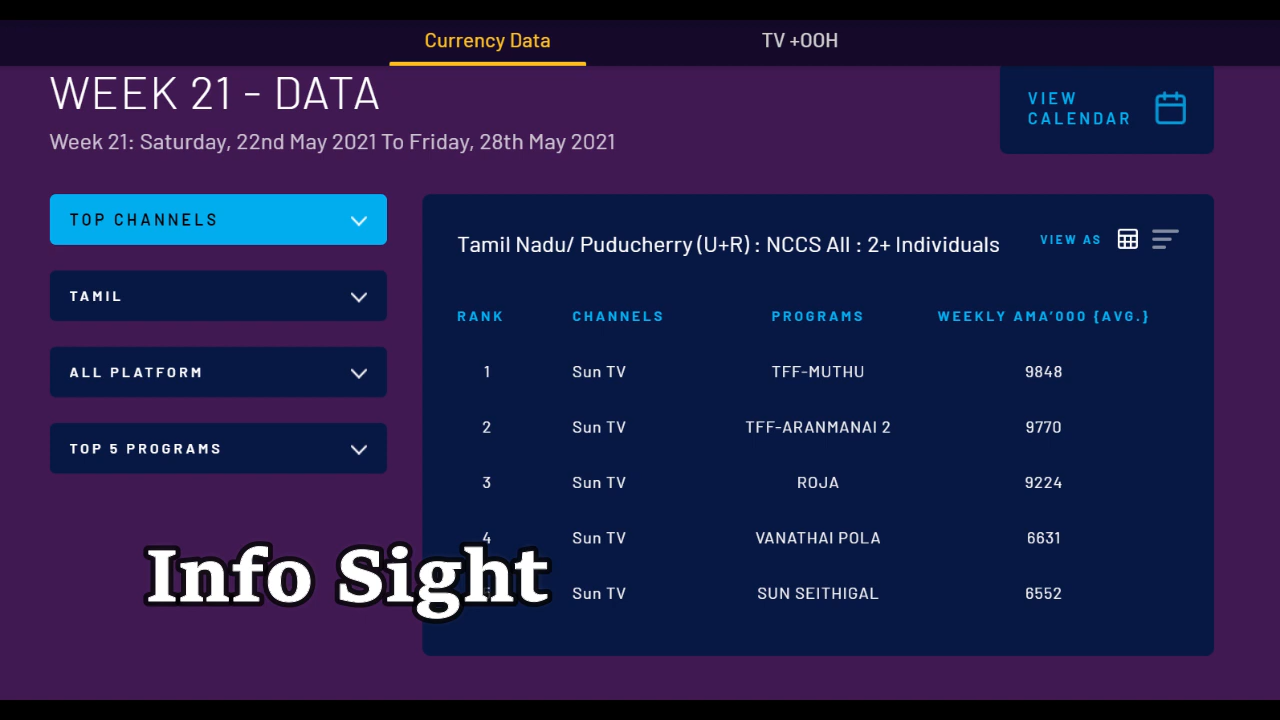 Currency Data TV +OOH
WEEK 21 - DATA
Week 21: Saturday, 22nd May 2021 To Friday, 28th May 2021
VIEW
CALENDAR
TOP CHANNELS
TAMIL
ALL PLATFORM
TOP 5 PROGRAMS
Tamil Nadu/ Puducherry (U+R) : NCCS All : 2+ Individuals
VIEW AS
RANK CHANNELS PROGRAMS WEEKLY AMA'000 {AVG.}
1 Sun TV TFF-MUTHU 9848
2 Sun TV TFF-ARANMANAI 2 9770
3 Sun TV ROJA 9224
4 Sun TV VANATHAI POLA 6631
Sun TV SUN SEITHIGAL 6552
Info Sight